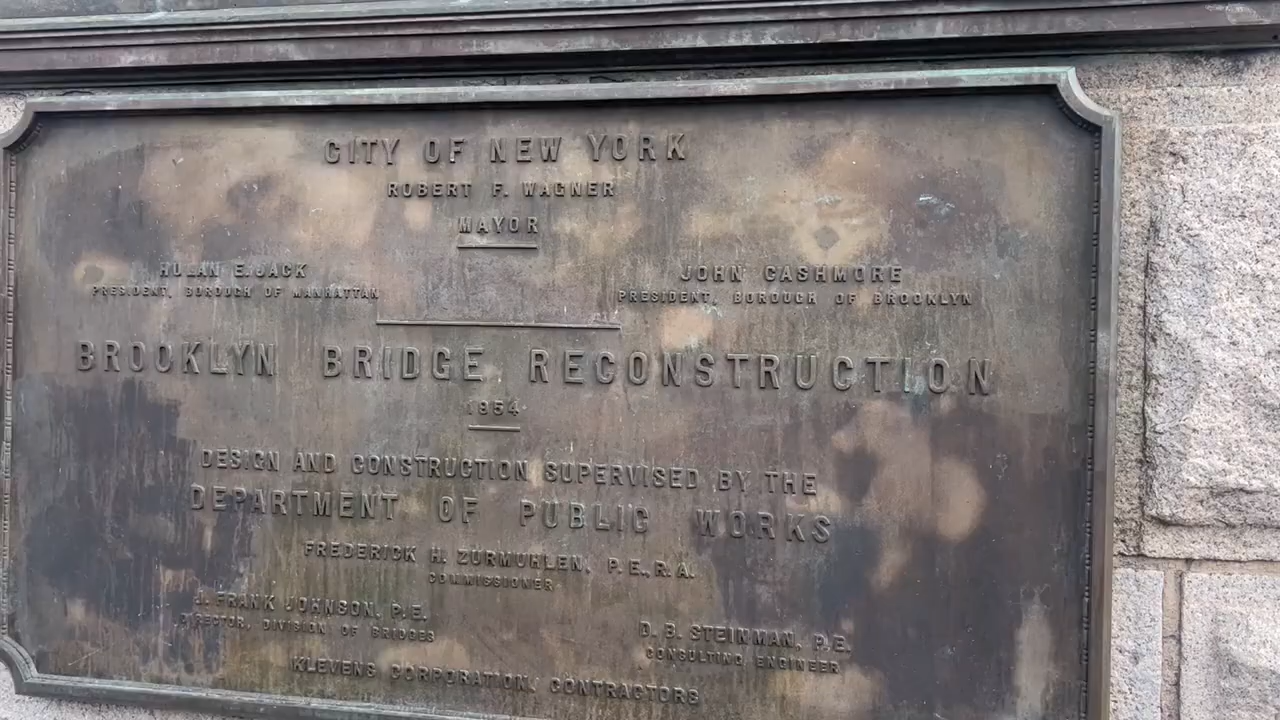 CITY OF NEW YORK
ROBERT F. WAGNER
MAYOR
HULAN E. JACK
PRESIDENT, BOROUGH OF MANHATTAN
JOHN CASHMORE
PRESIDENT, BOROUGH OF BROOKLYN
BROOKLYN BRIDGE RECONSTRUCTION
1954
DESIGN AND CONSTRUCTION SUPERVISED BY THE
DEPARTMENT OF PUBLIC WORKS
FREDERICK H. ZURMUHLEN, P.E., R.A.
COMMISSIONER
J. FRANK JOHNSON, P.E.
DIRECTOR, DIVISION OF BRIDGES
D. B. STEINMAN, P.E.
CONSULTING ENGINEER
KLEVENS CORPORATION, CONTRACTORS